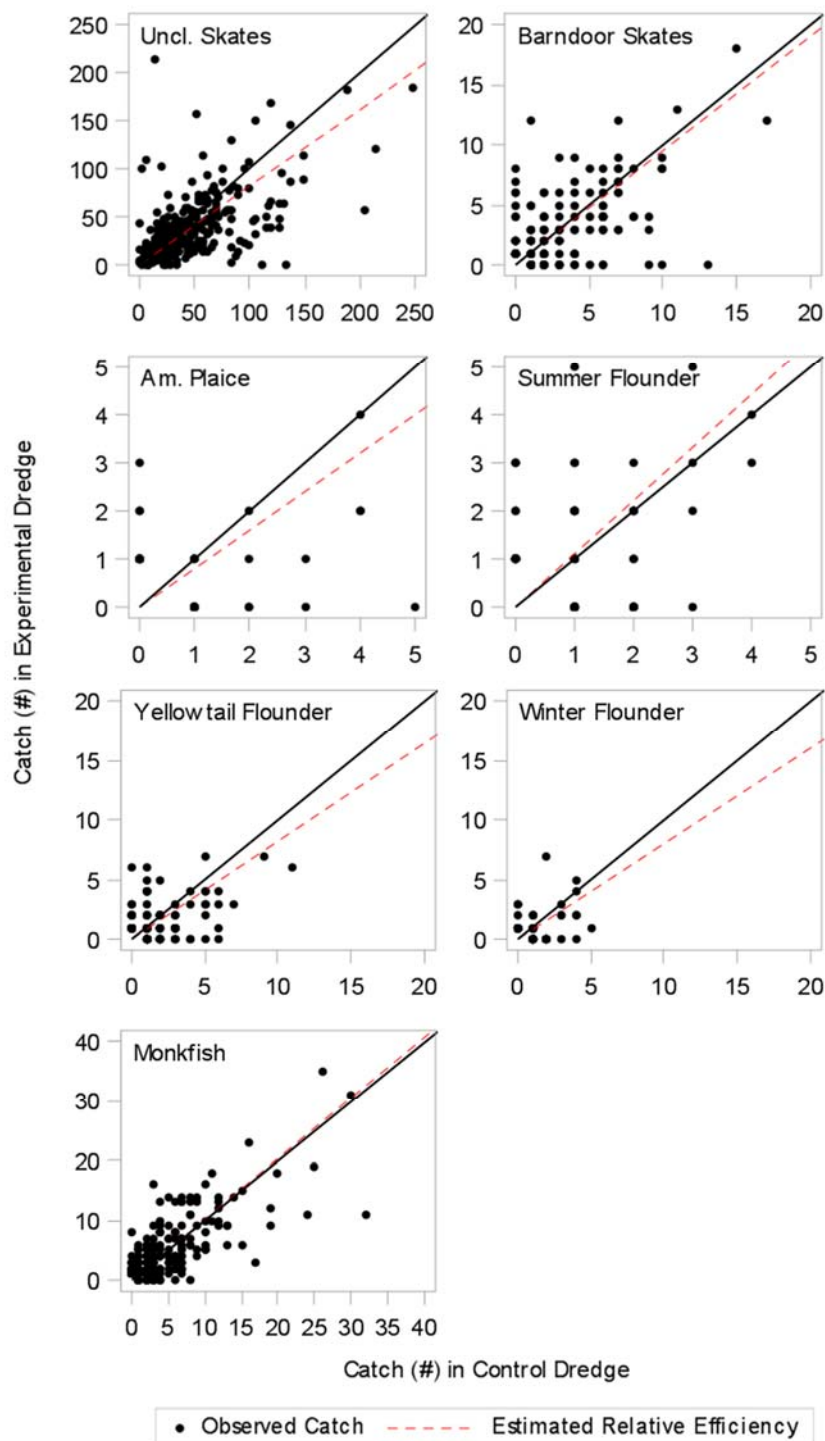 Uncl. Skates
250
200
150
100
50
0
0 50 100 150 200 250
Barndoor Skates
20
15
10
5
0
0 5 10 15 20
Am. Plaice
5
4
3
2
1
0
0 1 2 3 4 5
Summer Flounder
5
4
3
2
1
0
0 1 2 3 4 5
Catch (#) in Experimental Dredge
Yellowtail Flounder
20
15
10
5
0
0 5 10 15 20
Winter Flounder
20
15
10
5
0
0 5 10 15 20
Monkfish
40
30
20
10
0
0 5 10 15 20 25 30 35 40
Catch (#) in Control Dredge
Observed Catch Estimated Relative Efficiency